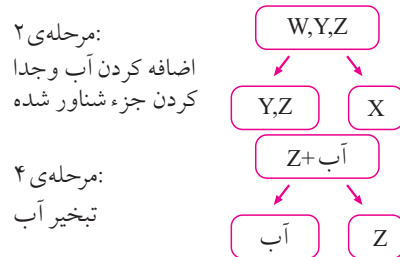 مرحله‌ی ۲:
اضافه کردن آب وجدا
کردن جزء شناور شده
W,Y,Z
Y,Z
X
مرحله‌ی ۴:
تبخیر آب
آب+Z
آب
Z